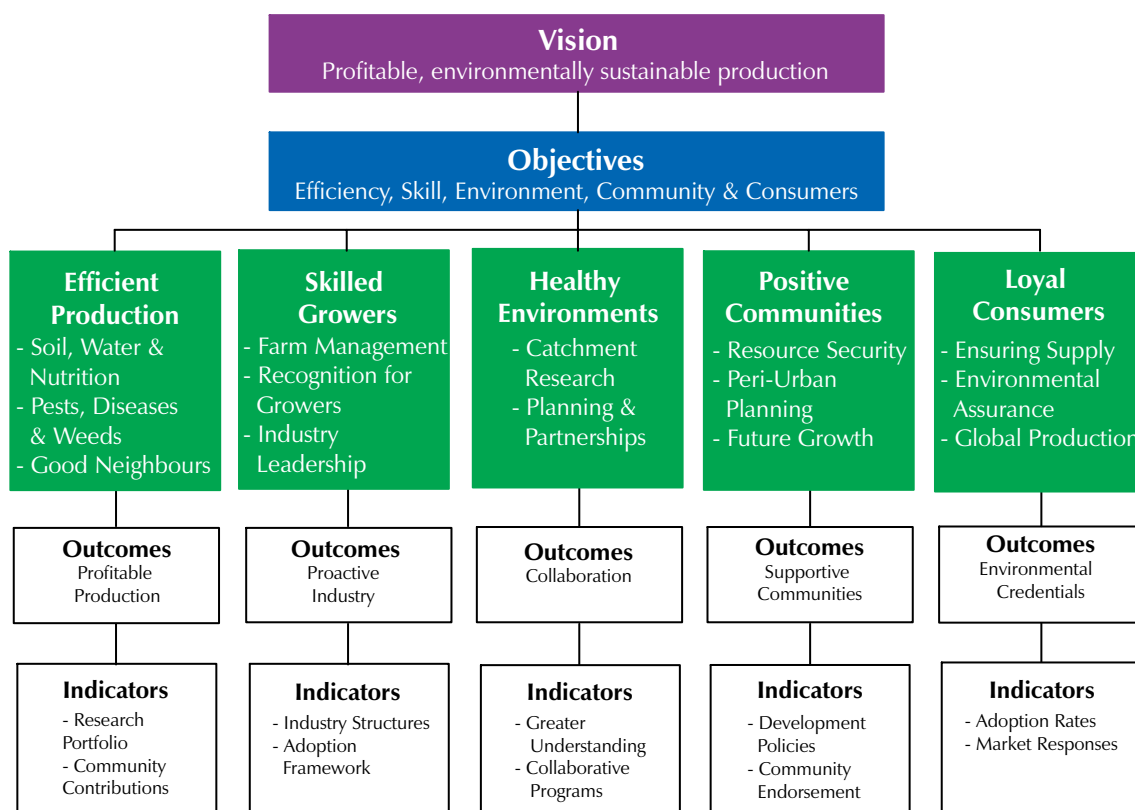 Vision
Profitable, environmentally sustainable production
Objectives
Efficiency, Skill, Environment, Community & Consumers
Efficient
Production
- Soil, Water &
Nutrition
- Pests, Diseases
& Weeds
- Good Neighbours
Skilled
Growers
- Farm Management
- Recognition for
Growers
- Industry
Leadership
Healthy
Environments
- Catchment
Research
- Planning &
Partnerships
Positive
Communities
- Resource Security
- Peri-Urban
Planning
- Future Growth
Loyal
Consumers
- Ensuring Supply
- Environmental
Assurance
- Global Production
Outcomes
Profitable
Production
Outcomes
Proactive
Industry
Outcomes
Collaboration
Outcomes
Supportive
Communities
Outcomes
Environmental
Credentials
Indicators
- Research
Portfolio
- Community
Contributions
Indicators
- Industry Structures
- Adoption
Framework
Indicators
- Greater
Understanding
- Collaborative
Programs
Indicators
- Development
Policies
- Community
Endorsement
Indicators
- Adoption Rates
- Market Responses